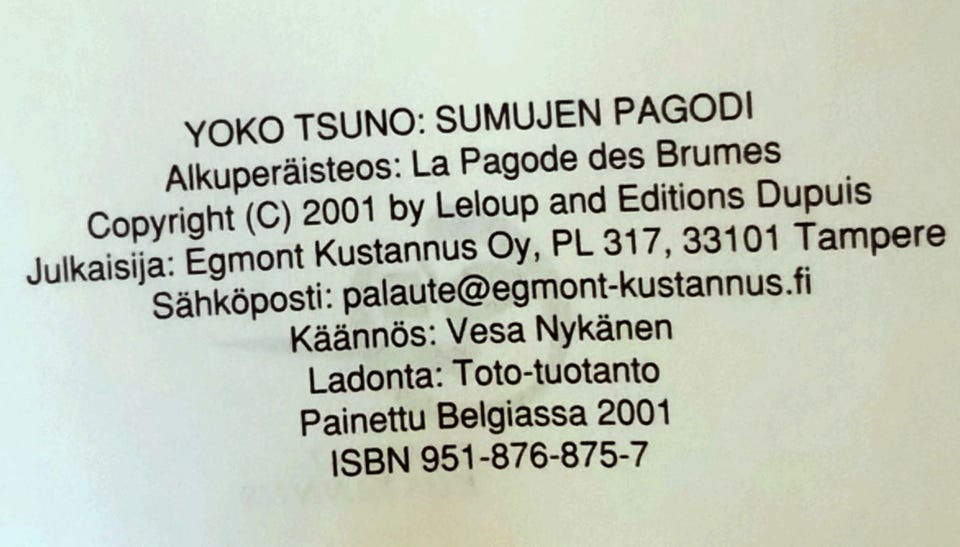 YOKO TSUNO: SUMUJEN PAGODI
Alkuperäisteos: La Pagode des Brumes
Copyright (C) 2001 by Leloup and Editions Dupuis
Julkaisija: Egmont Kustannus Oy, PL 317, 33101 Tampere
Sähköposti: palaute@egmont-kustannus.fi
Käännös: Vesa Nykänen
Ladonta: Toto-tuotanto
Painettu Belgiassa 2001
ISBN 951-876-875-7